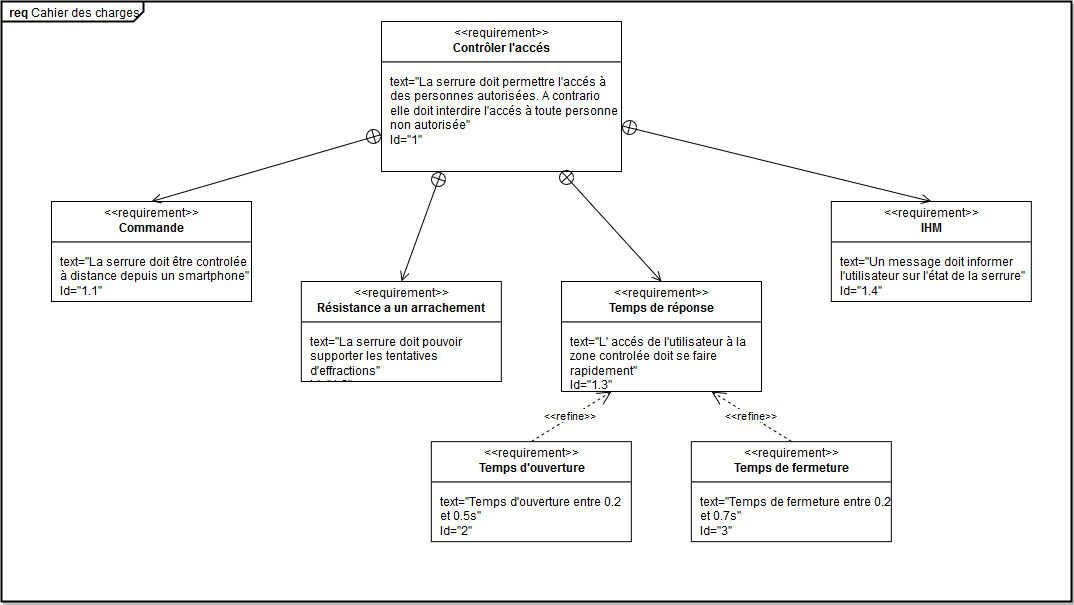 req Cahier des charges
<<requirement>>
Contrôler l'accés
text="La serrure doit permettre l'accés à
des personnes autorisées. A contrario
elle doit interdire l'accés à toute personne
non autorisée"
Id="1"
<<requirement>>
Commande
text="La serrure doit être controlée
à distance depuis un smartphone"
Id="1.1"
<<requirement>>
IHM
text="Un message doit informer
l'utilisateur sur l'état de la serrure"
Id="1.4"
<<requirement>>
Résistance a un arrachement
text="La serrure doit pouvoir
supporter les tentatives
d'effractions"
<<requirement>>
Temps de réponse
text="L' accés de l'utilisateur à la
zone controlée doit se faire
rapidement"
Id="1.3"
<<refine>>
<<refine>>
<<requirement>>
Temps d'ouverture
text="Temps d'ouverture entre 0.2
et 0.5s"
Id="2"
<<requirement>>
Temps de fermeture
text="Temps de fermeture entre 0.2
et 0.7s"
Id="3"